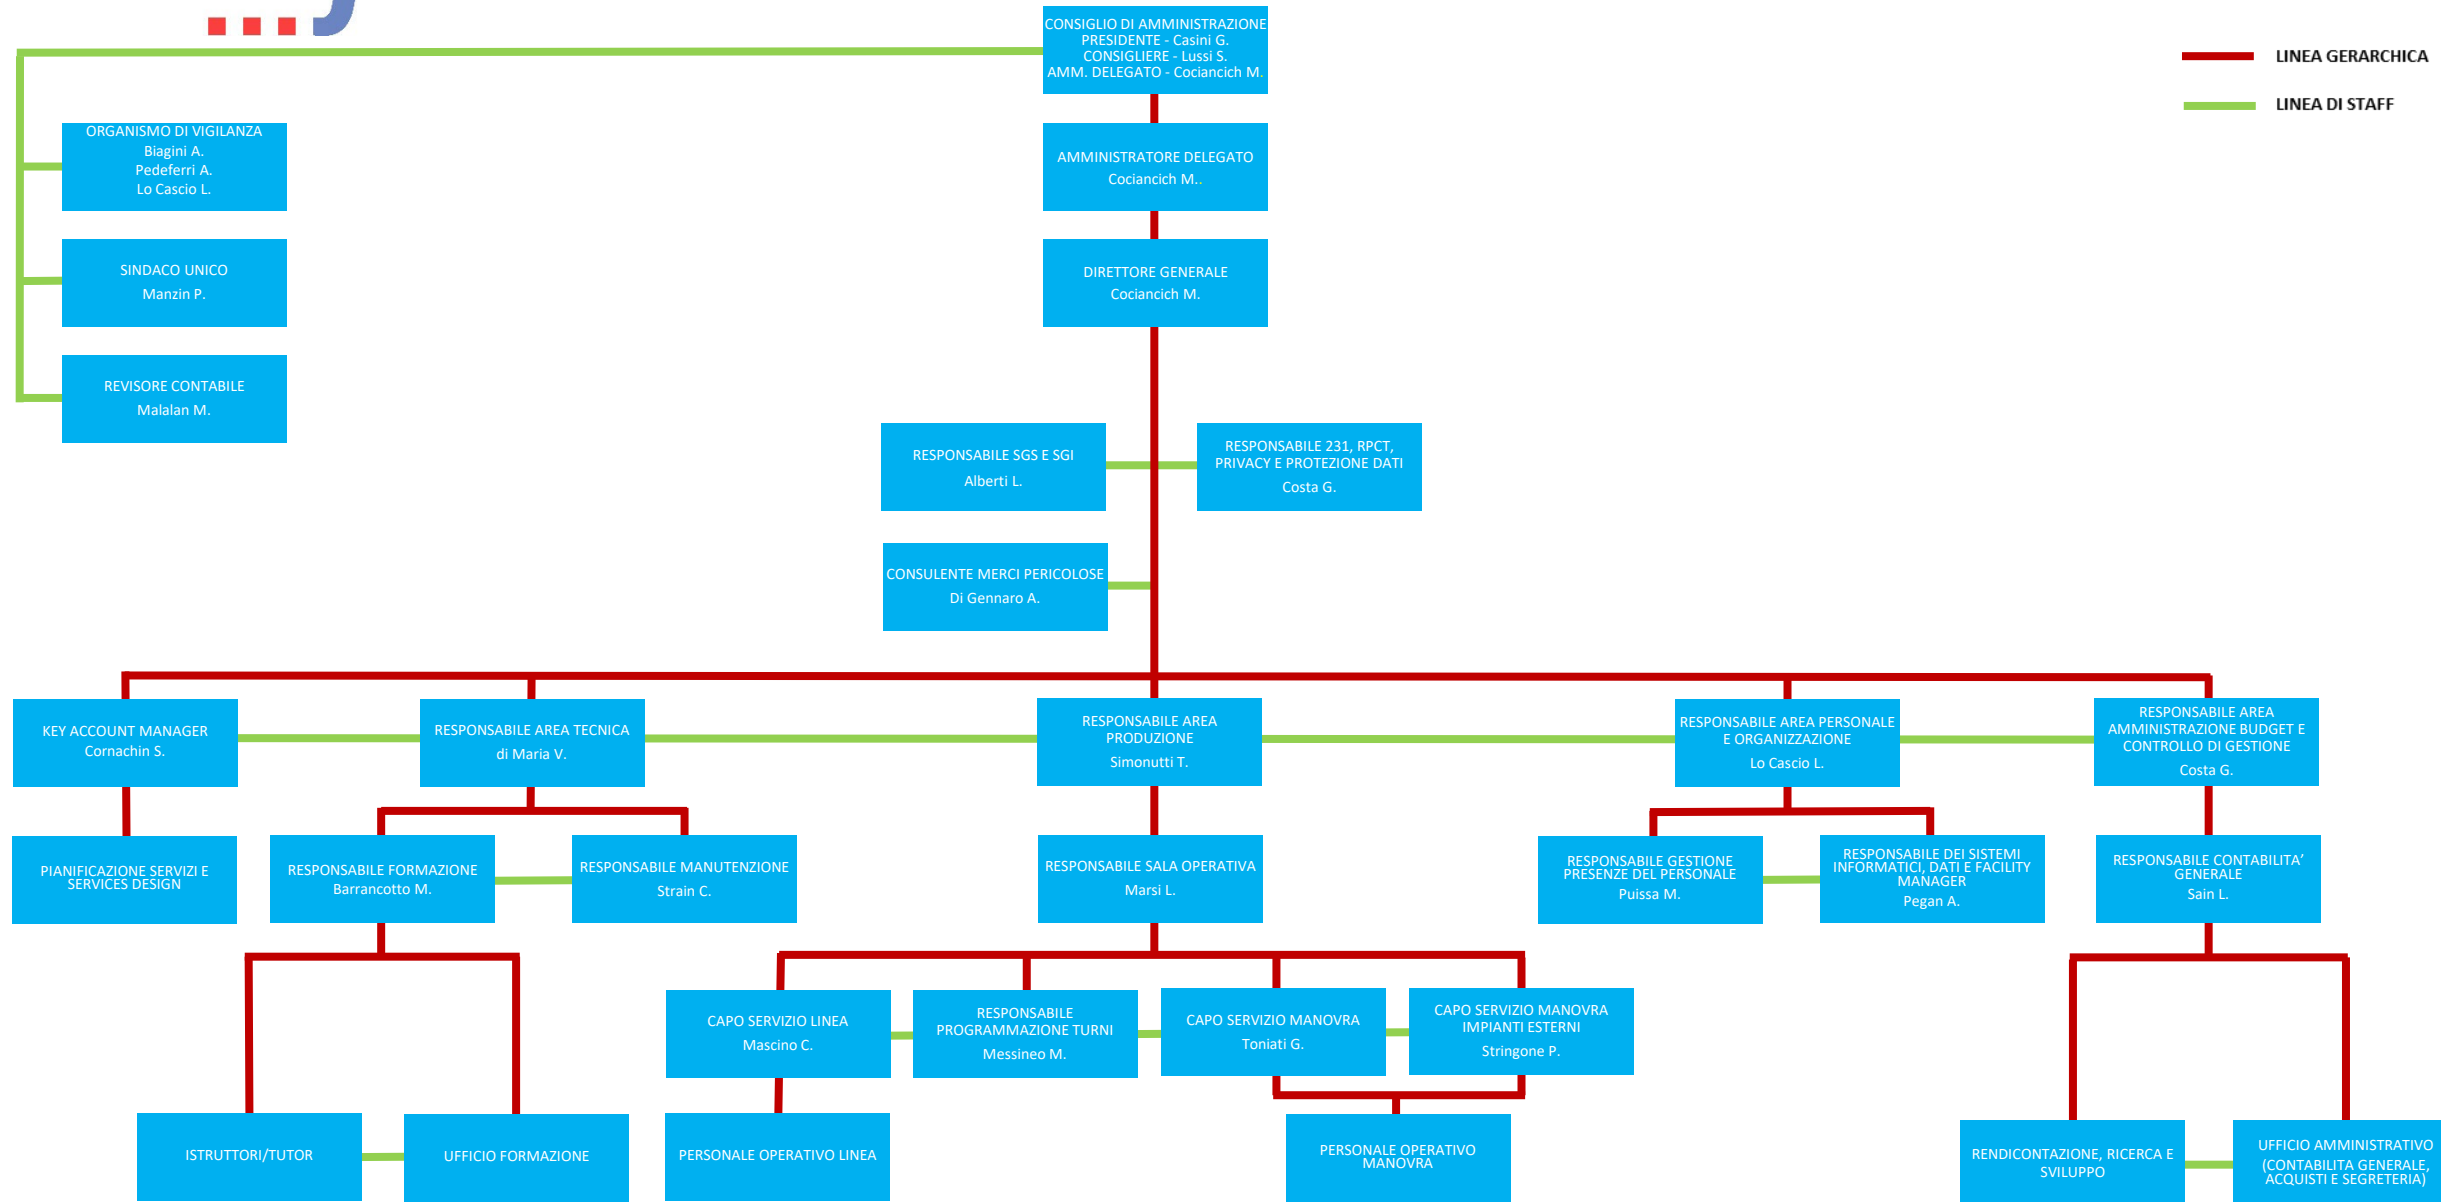 CONSIGLIO DI AMMINISTRAZIONE
PRESIDENTE - Casini G.
CONSIGLIERE - Lussi S.
AMM. DELEGATO - Cociancich M.
LINEA GERARCHICA
LINEA DI STAFF
ORGANISMO DI VIGILANZA
Biagini A.
Pedeferri A.
Lo Cascio L.
AMMINISTRATORE DELEGATO
Cociancich M..
SINDACO UNICO
Manzin P.
DIRETTORE GENERALE
Cociancich M.
REVISORE CONTABILE
Malalan M.
RESPONSABILE SGS E SGI
Alberti L.
RESPONSABILE 231, RPCT,
PRIVACY E PROTEZIONE DATI
Costa G.
CONSULENTE MERCI PERICOLOSE
Di Gennaro A.
KEY ACCOUNT MANAGER
Cornachin S.
RESPONSABILE AREA TECNICA
di Maria V.
RESPONSABILE AREA
PRODUZIONE
Simonutti T.
RESPONSABILE AREA PERSONALE
E ORGANIZZAZIONE
Lo Cascio L.
RESPONSABILE AREA
AMMINISTRAZIONE BUDGET E
CONTROLLO DI GESTIONE
Costa G.
PIANIFICAZIONE SERVIZI E
SERVICES DESIGN
RESPONSABILE FORMAZIONE
Barrancotto M.
RESPONSABILE MANUTENZIONE
Strain C.
RESPONSABILE SALA OPERATIVA
Marsi L.
RESPONSABILE GESTIONE
PRESENZE DEL PERSONALE
Puissa M.
RESPONSABILE DEI SISTEMI
INFORMATICI, DATI E FACILITY
MANAGER
Pegan A.
RESPONSABILE CONTABILITA’
GENERALE
Sain L.
CAPO SERVIZIO LINEA
Mascino C.
RESPONSABILE
PROGRAMMAZIONE TURNI
Messineo M.
CAPO SERVIZIO MANOVRA
Toniati G.
CAPO SERVIZIO MANOVRA
IMPIANTI ESTERNI
Stringone P.
ISTRUTTORI/TUTOR
UFFICIO FORMAZIONE
PERSONALE OPERATIVO LINEA
PERSONALE OPERATIVO
MANOVRA
RENDICONTAZIONE, RICERCA E
SVILUPPO
UFFICIO AMMINISTRATIVO
(CONTABILITA GENERALE,
ACQUISTI E SEGRETERIA)